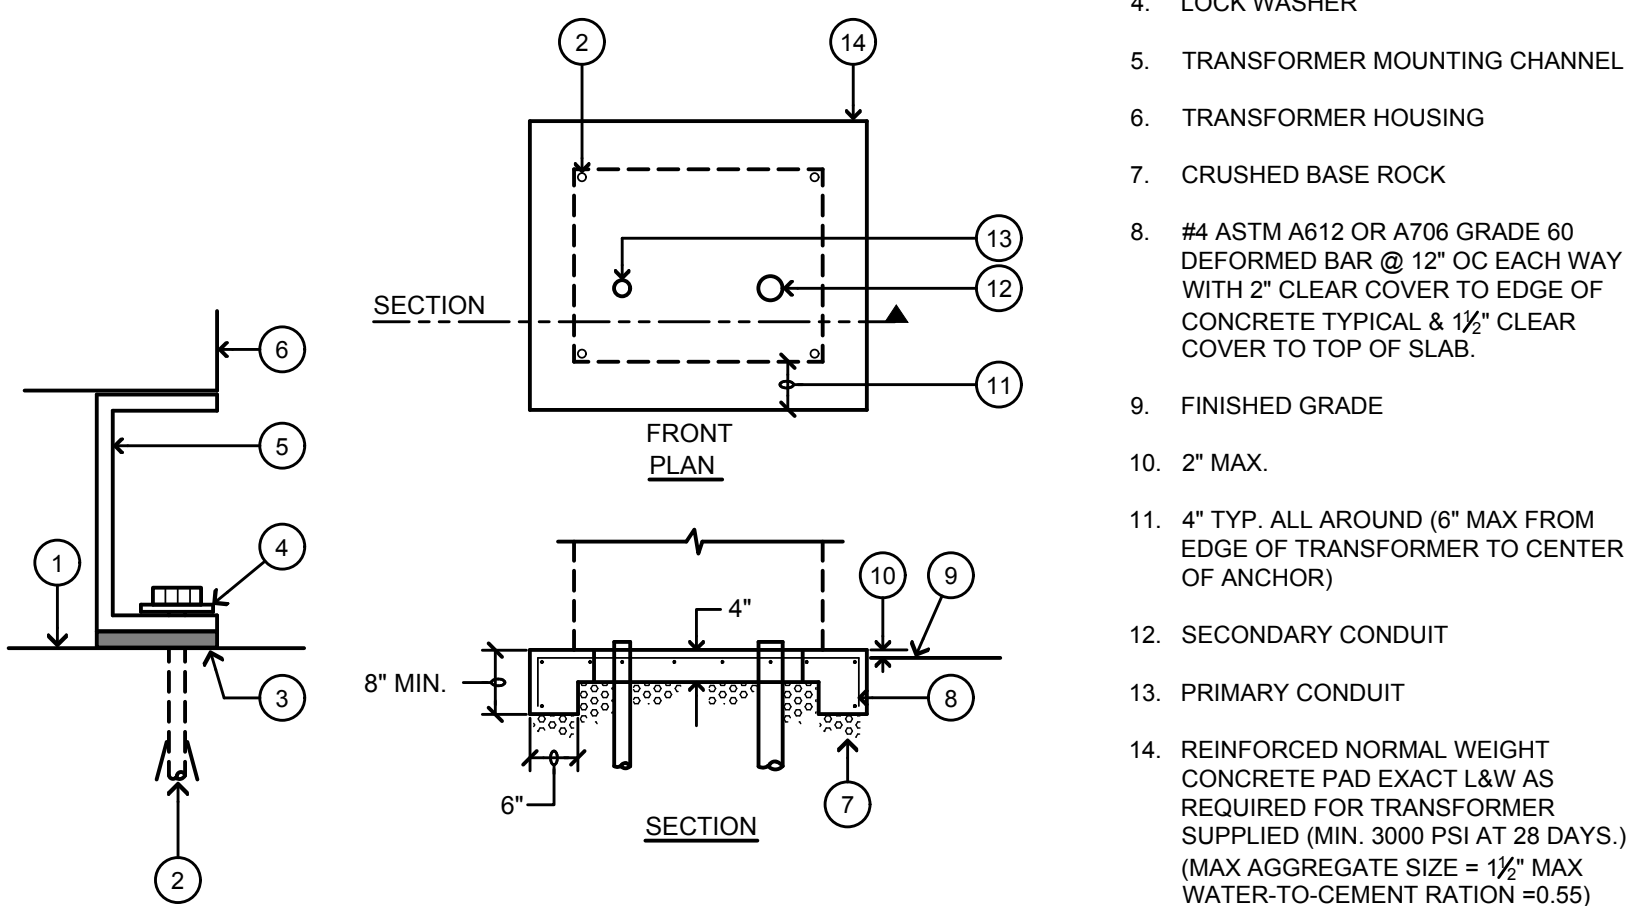 2
14
13
SECTION
12
6
11
5
FRONT
PLAN
4
1
10
9
4"
8" MIN.
3
8
6"
7
SECTION
2
4. LOCK WASHER
5. TRANSFORMER MOUNTING CHANNEL
6. TRANSFORMER HOUSING
7. CRUSHED BASE ROCK
8. #4 ASTM A612 OR A706 GRADE 60
DEFORMED BAR @ 12" OC EACH WAY
WITH 2" CLEAR COVER TO EDGE OF
CONCRETE TYPICAL & 1½" CLEAR
COVER TO TOP OF SLAB.
9. FINISHED GRADE
10. 2" MAX.
11. 4" TYP. ALL AROUND (6" MAX FROM
EDGE OF TRANSFORMER TO CENTER
OF ANCHOR)
12. SECONDARY CONDUIT
13. PRIMARY CONDUIT
14. REINFORCED NORMAL WEIGHT
CONCRETE PAD EXACT L&W AS
REQUIRED FOR TRANSFORMER
SUPPLIED (MIN. 3000 PSI AT 28 DAYS.)
(MAX AGGREGATE SIZE = 1½" MAX
WATER-TO-CEMENT RATION =0.55)